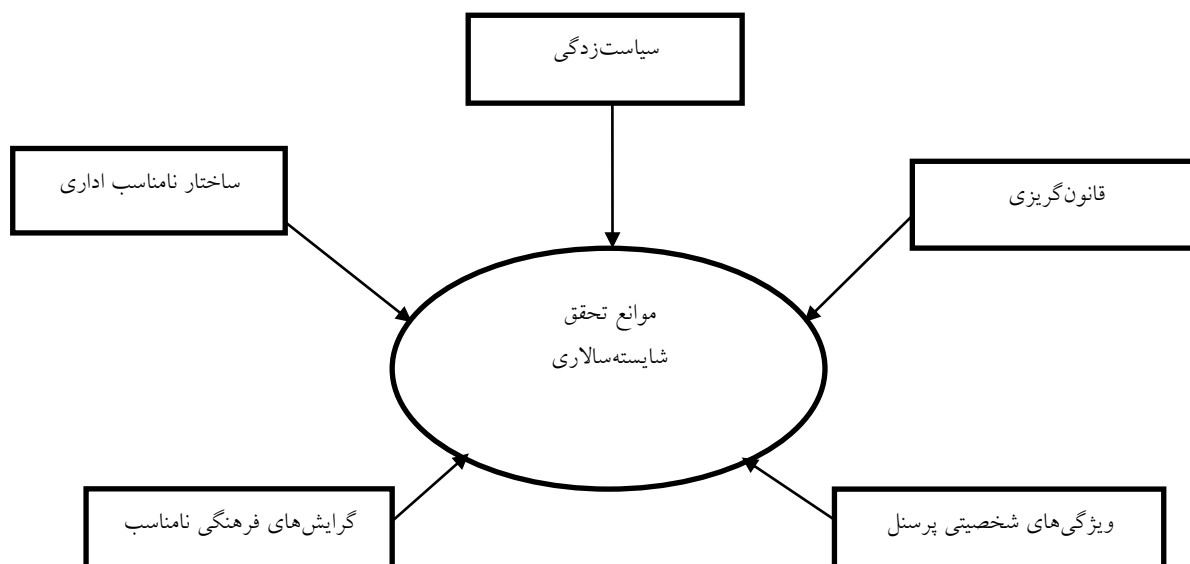 سیاست‌زدگی
ساختار نامناسب اداری
قانون‌گریزی
موانع تحقق
شایسته‌سالاری
گرایش‌های فرهنگی نامناسب
ویژگی‌های شخصیتی پرسنل